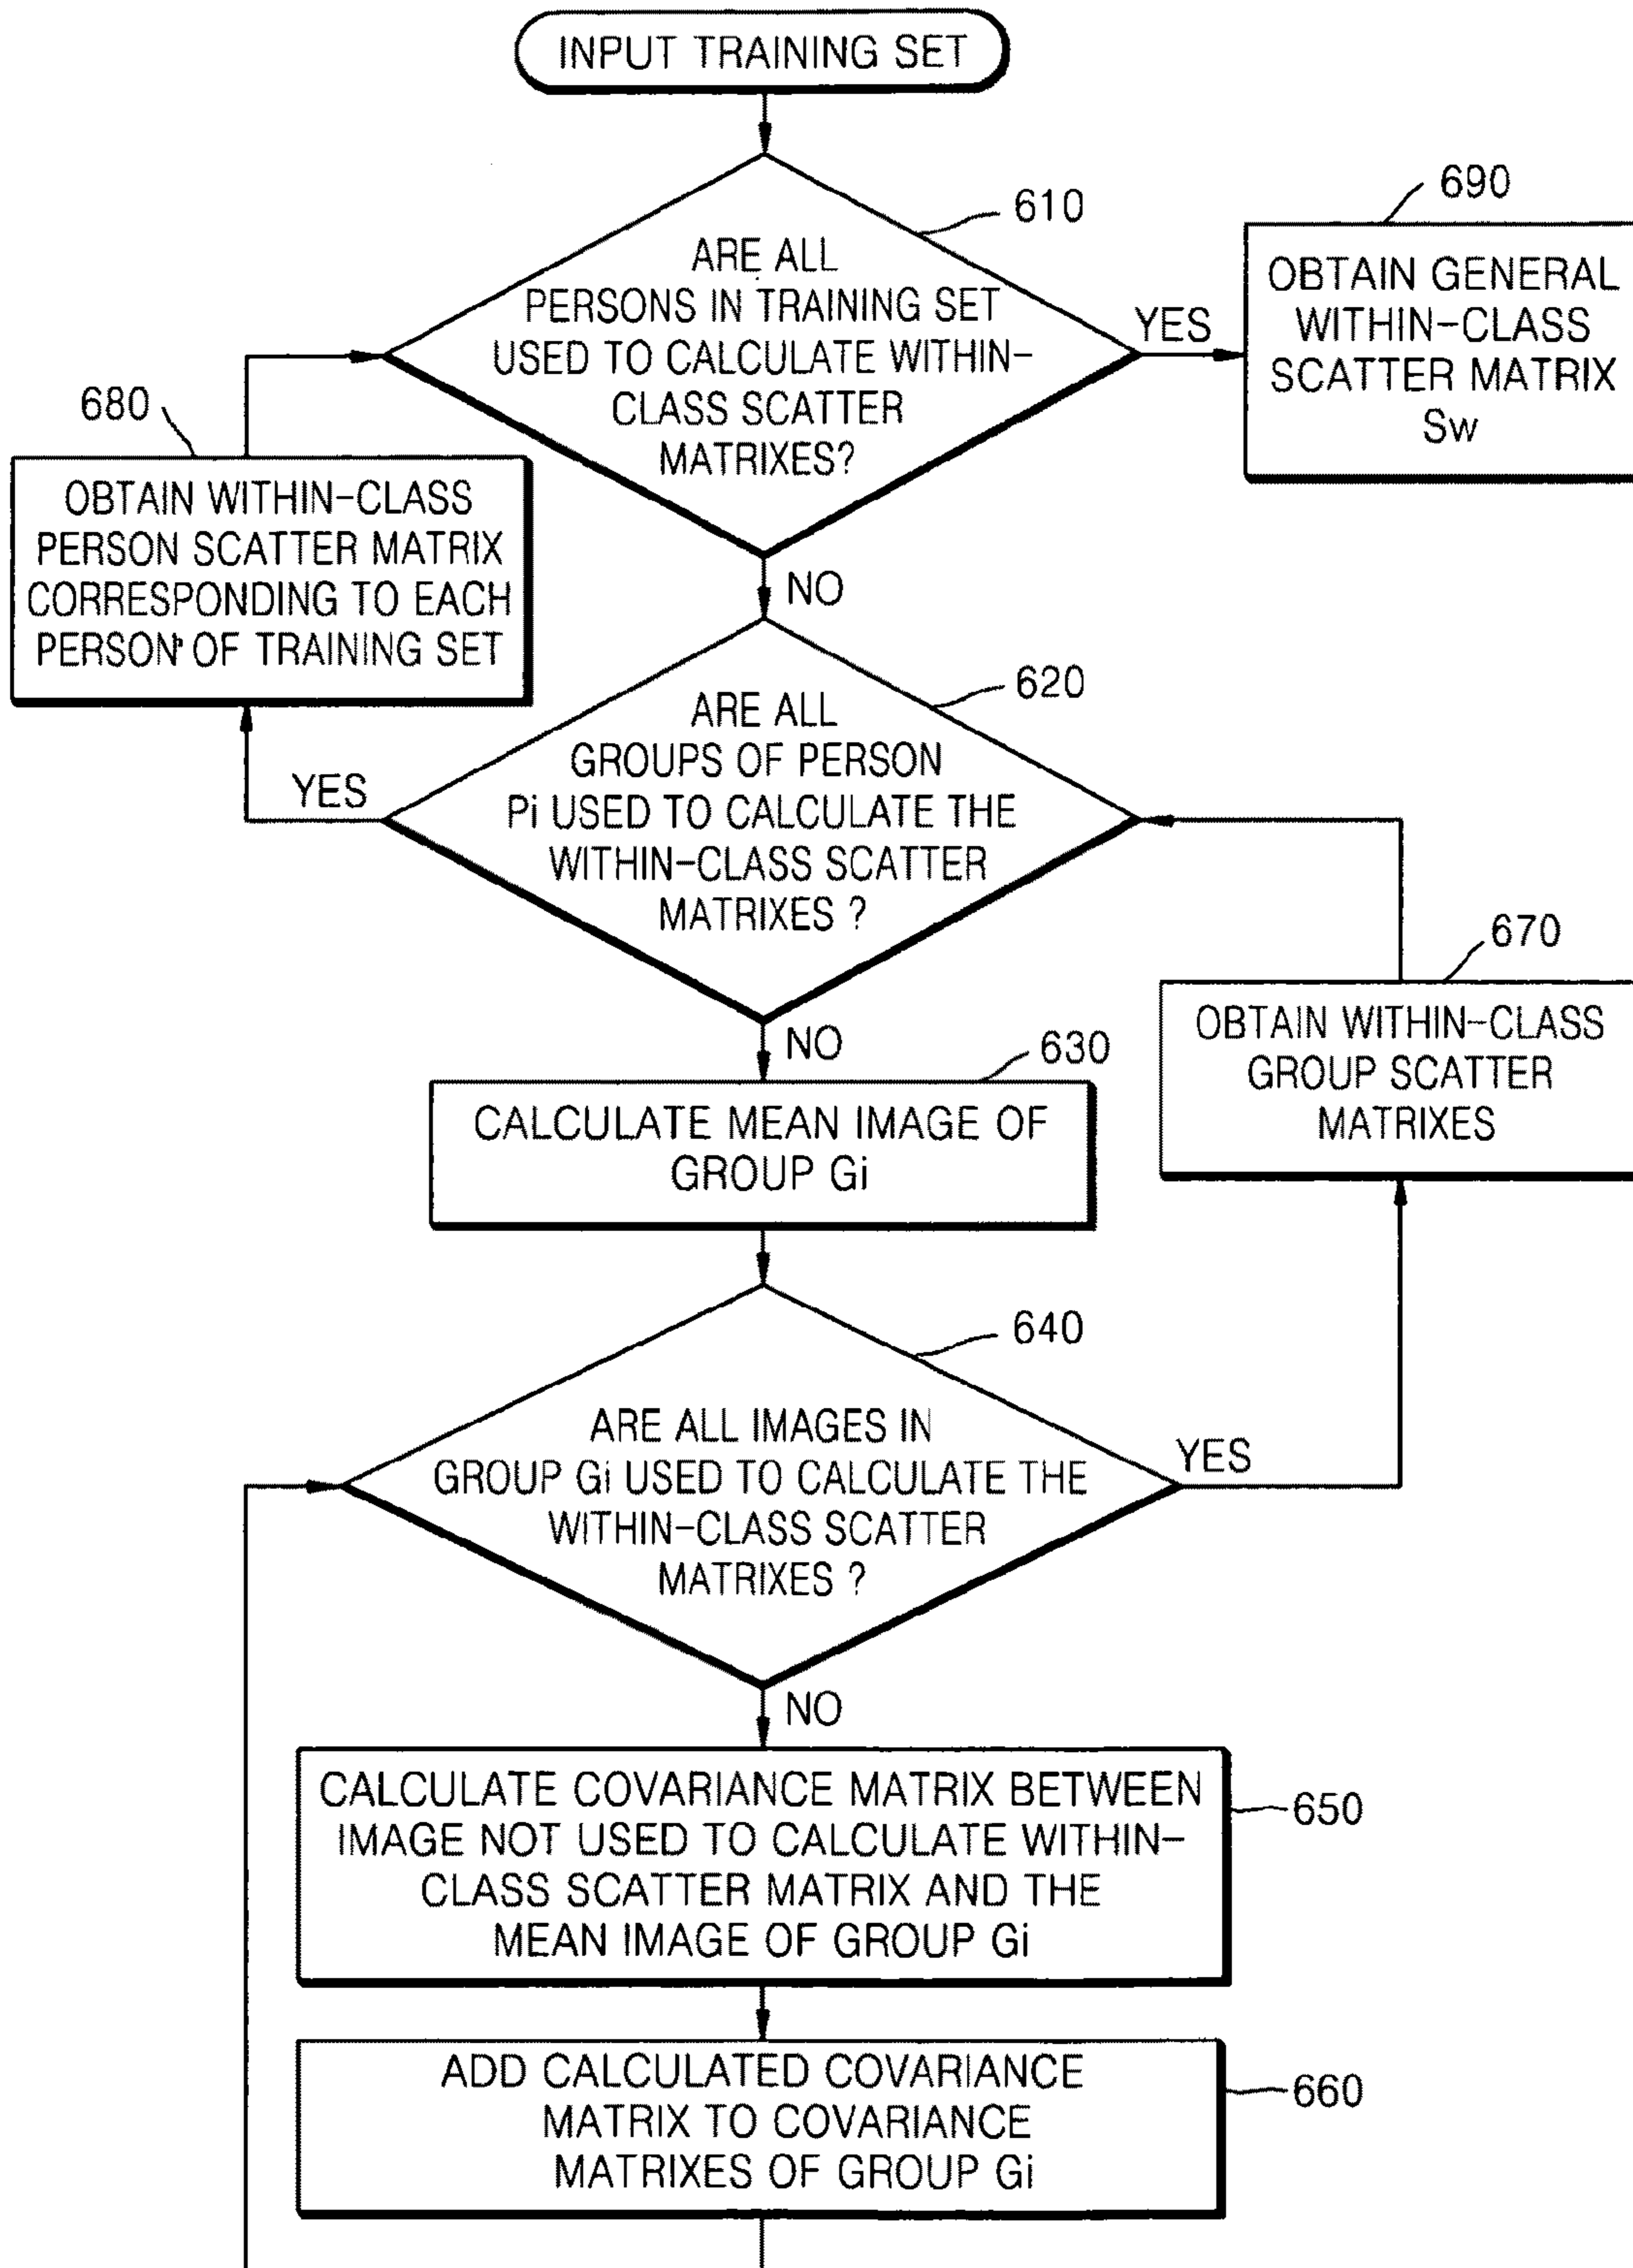 INPUT TRAINING SET
610
ARE ALL
PERSONS IN TRAINING SET
USED TO CALCULATE WITHIN-
CLASS SCATTER
MATRIXES?
YES
690
OBTAIN GENERAL
WITHIN-CLASS
SCATTER MATRIX
Sw
680
OBTAIN WITHIN-CLASS
PERSON SCATTER MATRIX
CORRESPONDING TO EACH
PERSON OF TRAINING SET
NO
620
ARE ALL
GROUPS OF PERSON
Pi USED TO CALCULATE THE
WITHIN-CLASS SCATTER
MATRIXES ?
YES
670
OBTAIN WITHIN-CLASS
GROUP SCATTER
MATRIXES
NO
630
CALCULATE MEAN IMAGE OF
GROUP Gi
640
ARE ALL IMAGES IN
GROUP Gi USED TO CALCULATE THE
WITHIN-CLASS SCATTER
MATRIXES ?
YES
NO
CALCULATE COVARIANCE MATRIX BETWEEN
IMAGE NOT USED TO CALCULATE WITHIN-
CLASS SCATTER MATRIX AND THE
MEAN IMAGE OF GROUP Gi
650
ADD CALCULATED COVARIANCE
MATRIX TO COVARIANCE
MATRIXES OF GROUP Gi
660